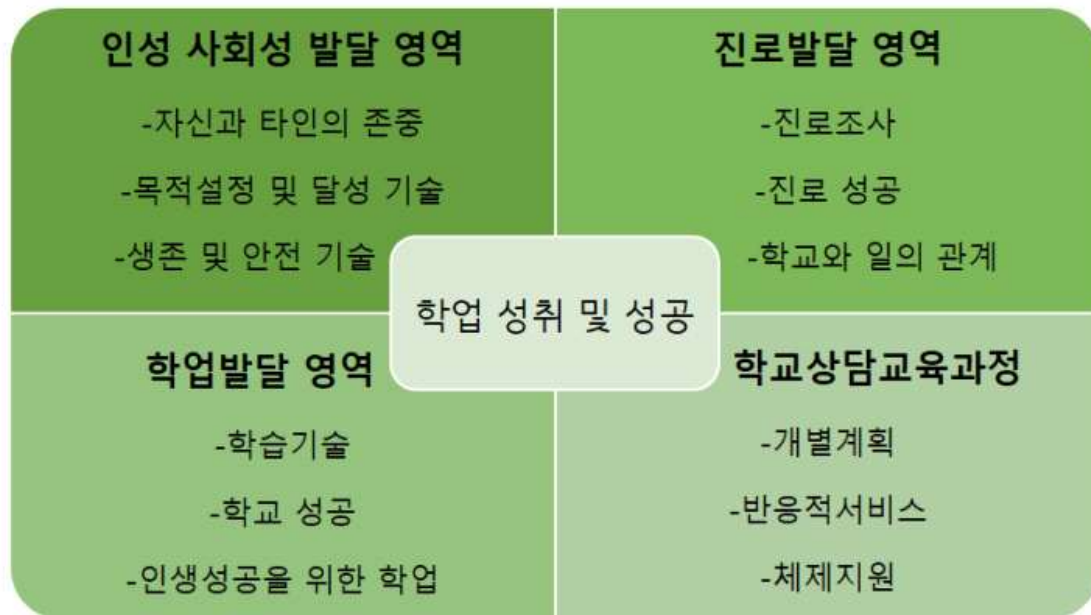 인성 사회성 발달 영역
-자신과 타인의 존중
-목적설정 및 달성 기술
-생존 및 안전 기술
진로발달 영역
-진로조사
-진로 성공
-학교와 일의 관계
학업 성취 및 성공
학업발달 영역
-학습기술
-학교 성공
-인생성공을 위한 학업
학교상담교육과정
-개별계획
-반응적서비스
-체제지원